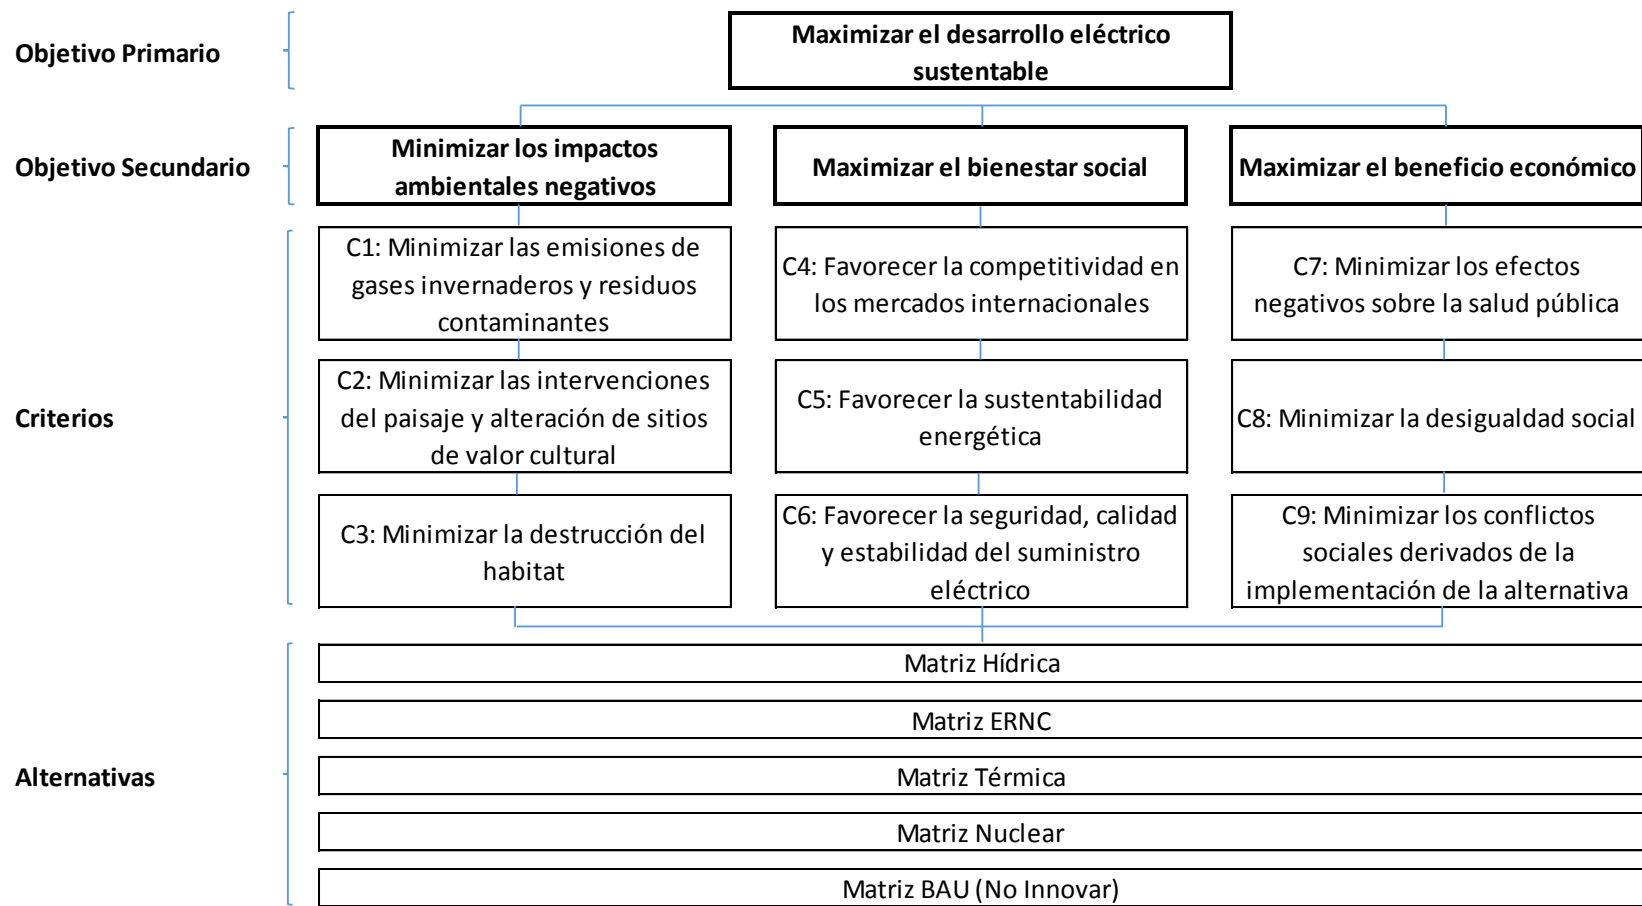 Objetivo Primario
Maximizar el desarrollo eléctrico
sustentable
Objetivo Secundario
Minimizar los impactos
ambientales negativos
Maximizar el bienestar social
Maximizar el beneficio económico
Criterios
C1: Minimizar las emisiones de
gases invernaderos y residuos
contaminantes
C4: Favorecer la competitividad en
los mercados internacionales
C7: Minimizar los efectos
negativos sobre la salud pública
C2: Minimizar las intervenciones
del paisaje y alteración de sitios
de valor cultural
C5: Favorecer la sustentabilidad
energética
C8: Minimizar la desigualdad social
C3: Minimizar la destrucción del
habitat
C6: Favorecer la seguridad, calidad
y estabilidad del suministro
eléctrico
C9: Minimizar los conflictos
sociales derivados de la
implementación de la alternativa
Alternativas
Matriz Hídrica
Matriz ERNC
Matriz Térmica
Matriz Nuclear
Matriz BAU (No Innovar)